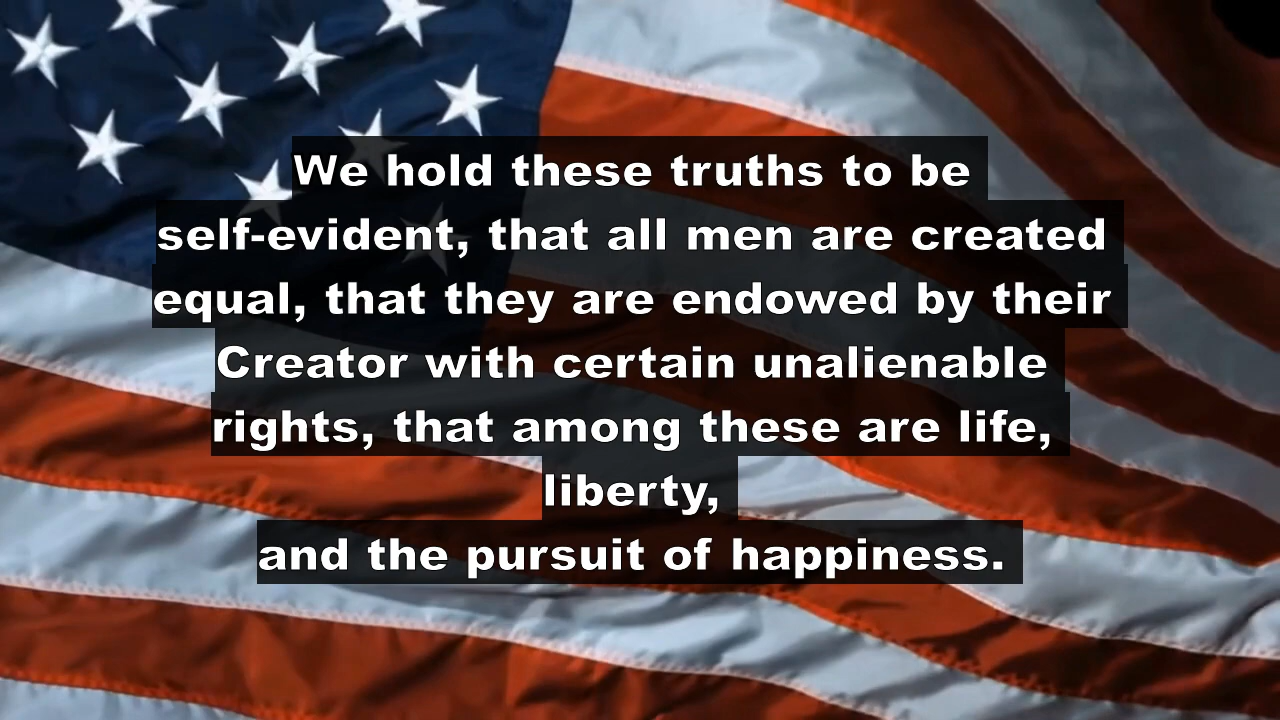 We hold these truths to be
self-evident, that all men are created
equal, that they are endowed by their
Creator with certain unalienable
rights, that among these are life,
liberty,
and the pursuit of happiness.